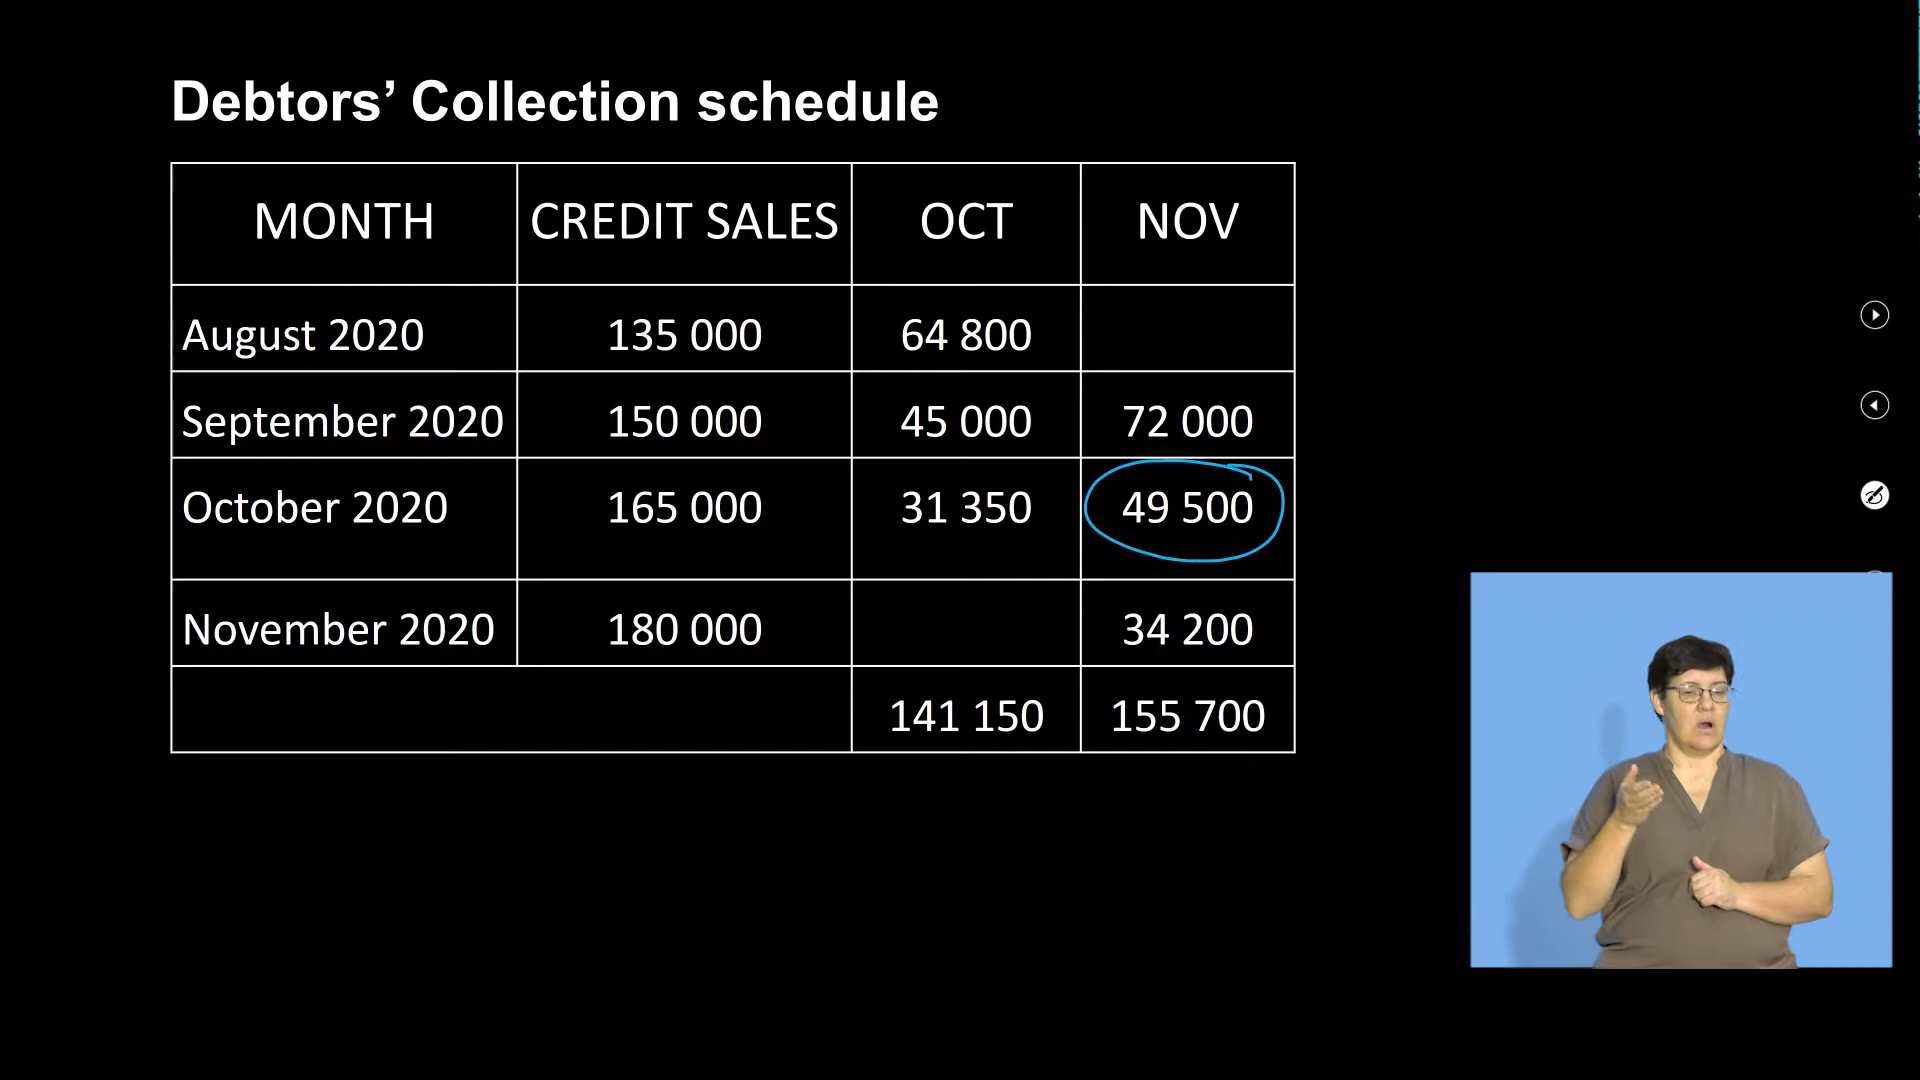 Debtors’ Collection schedule
MONTH CREDIT SALES OCT NOV
August 2020 135 000 64 800
September 2020 150 000 45 000 72 000
October 2020 165 000 31 350 49 500
November 2020 180 000 34 200
141 150 155 700